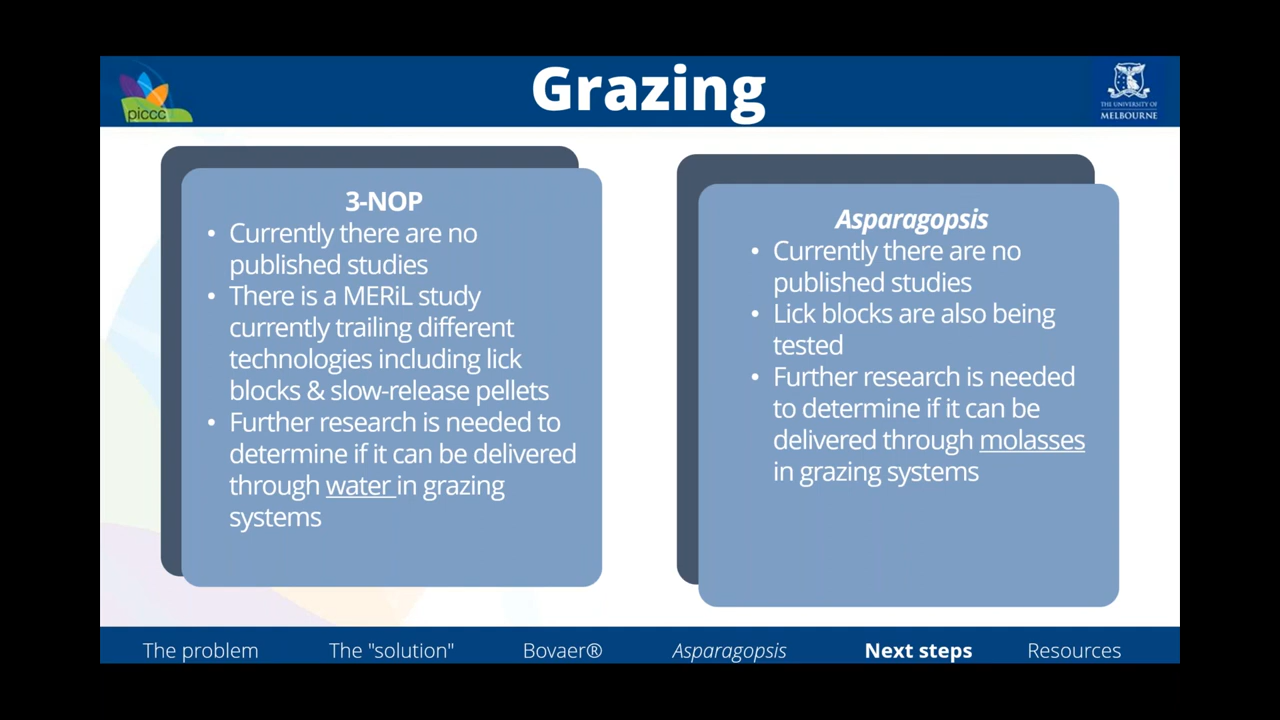 Grazing
piccc
THE UNIVERSITY OF
MELBOURNE
3-NOP
• Currently there are no
published studies
• There is a MERiL study
currently trailing different
technologies including lick
blocks & slow-release pellets
• Further research is needed to
determine if it can be delivered
through water in grazing
systems
Asparagopsis
• Currently there are no
published studies
• Lick blocks are also being
tested
• Further research is needed
to determine if it can be
delivered through molasses
in grazing systems
The problem The "solution" Bovaer® Asparagopsis Next steps Resources